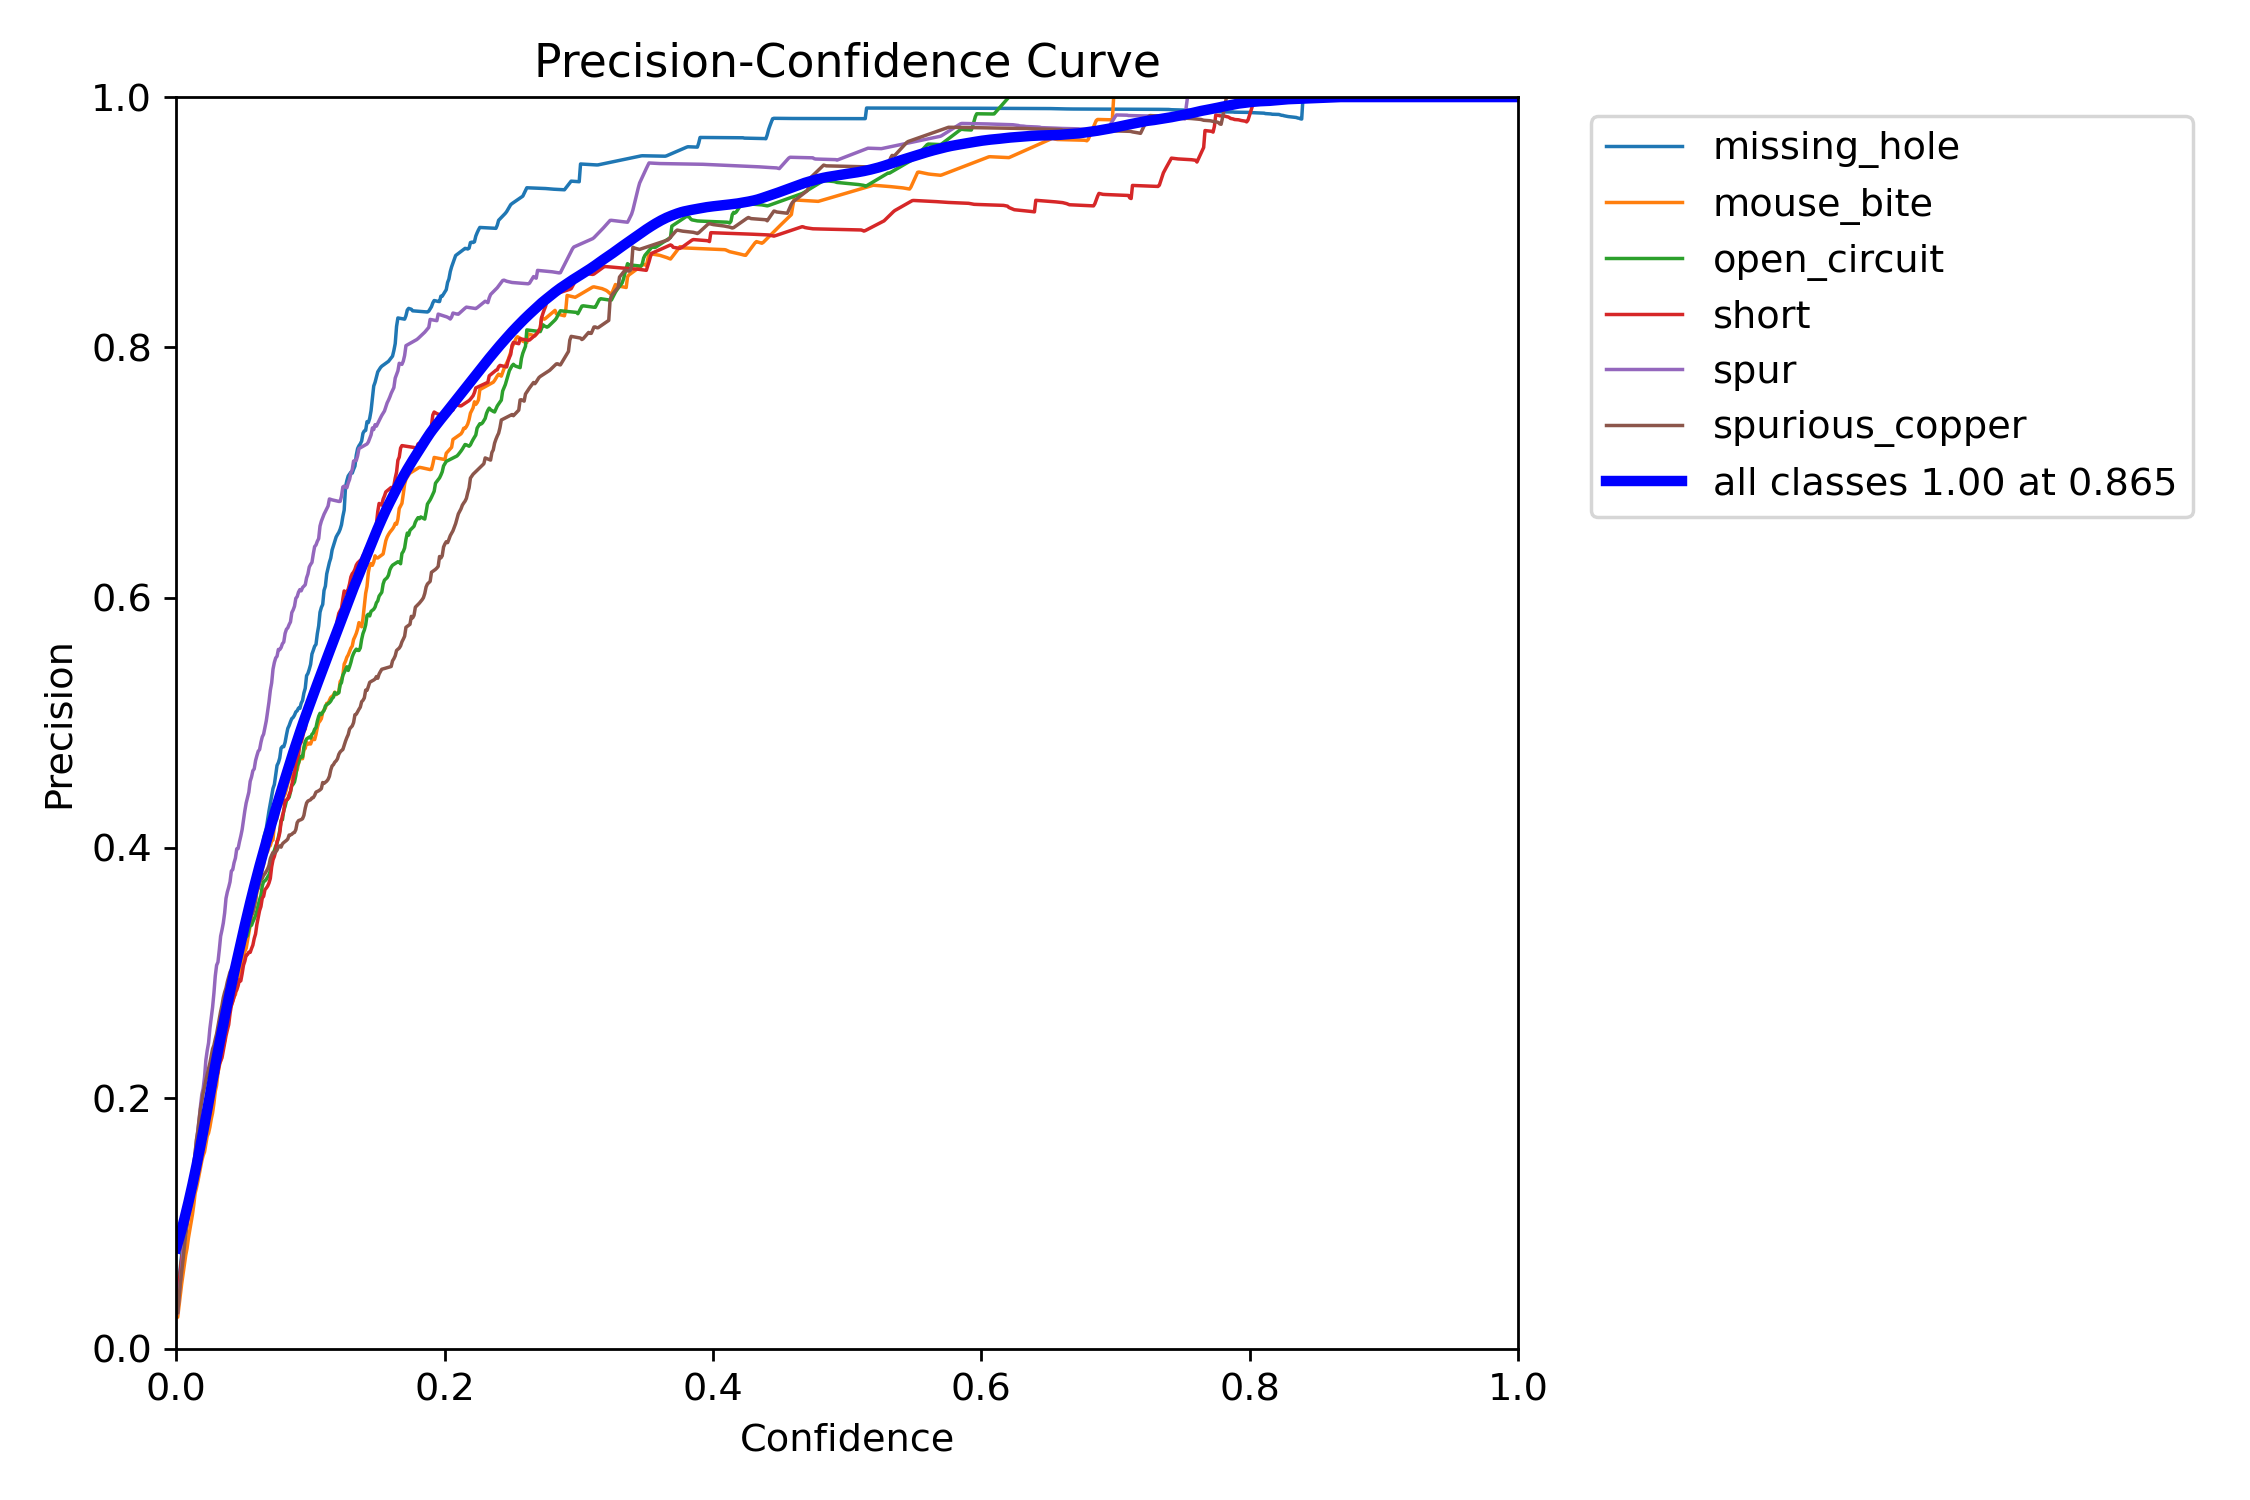 Precision-Confidence Curve
1.0
0.8
0.6
0.4
0.2
0.0
Precision
0.0 0.2 0.4 0.6 0.8 1.0
Confidence
missing_hole
mouse_bite
open_circuit
short
spur
spurious_copper
all classes 1.00 at 0.865